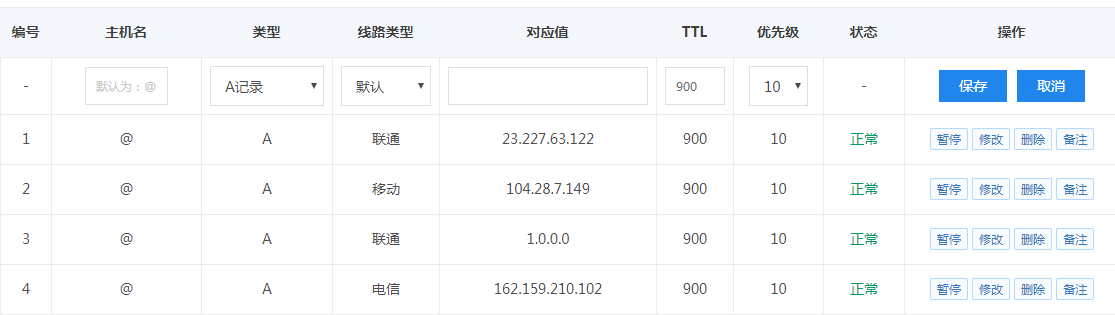 编号 主机名 类型 线路类型 对应值 TTL 优先级 状态 操作
- 默认为：@ A记录 默认 900 10 - 保存 取消
1 @ A 联通 23.227.63.122 900 10 正常 暂停 修改 删除 备注
2 @ A 移动 104.28.7.149 900 10 正常 暂停 修改 删除 备注
3 @ A 联通 1.0.0.0 900 10 正常 暂停 修改 删除 备注
4 @ A 电信 162.159.210.102 900 10 正常 暂停 修改 删除 备注